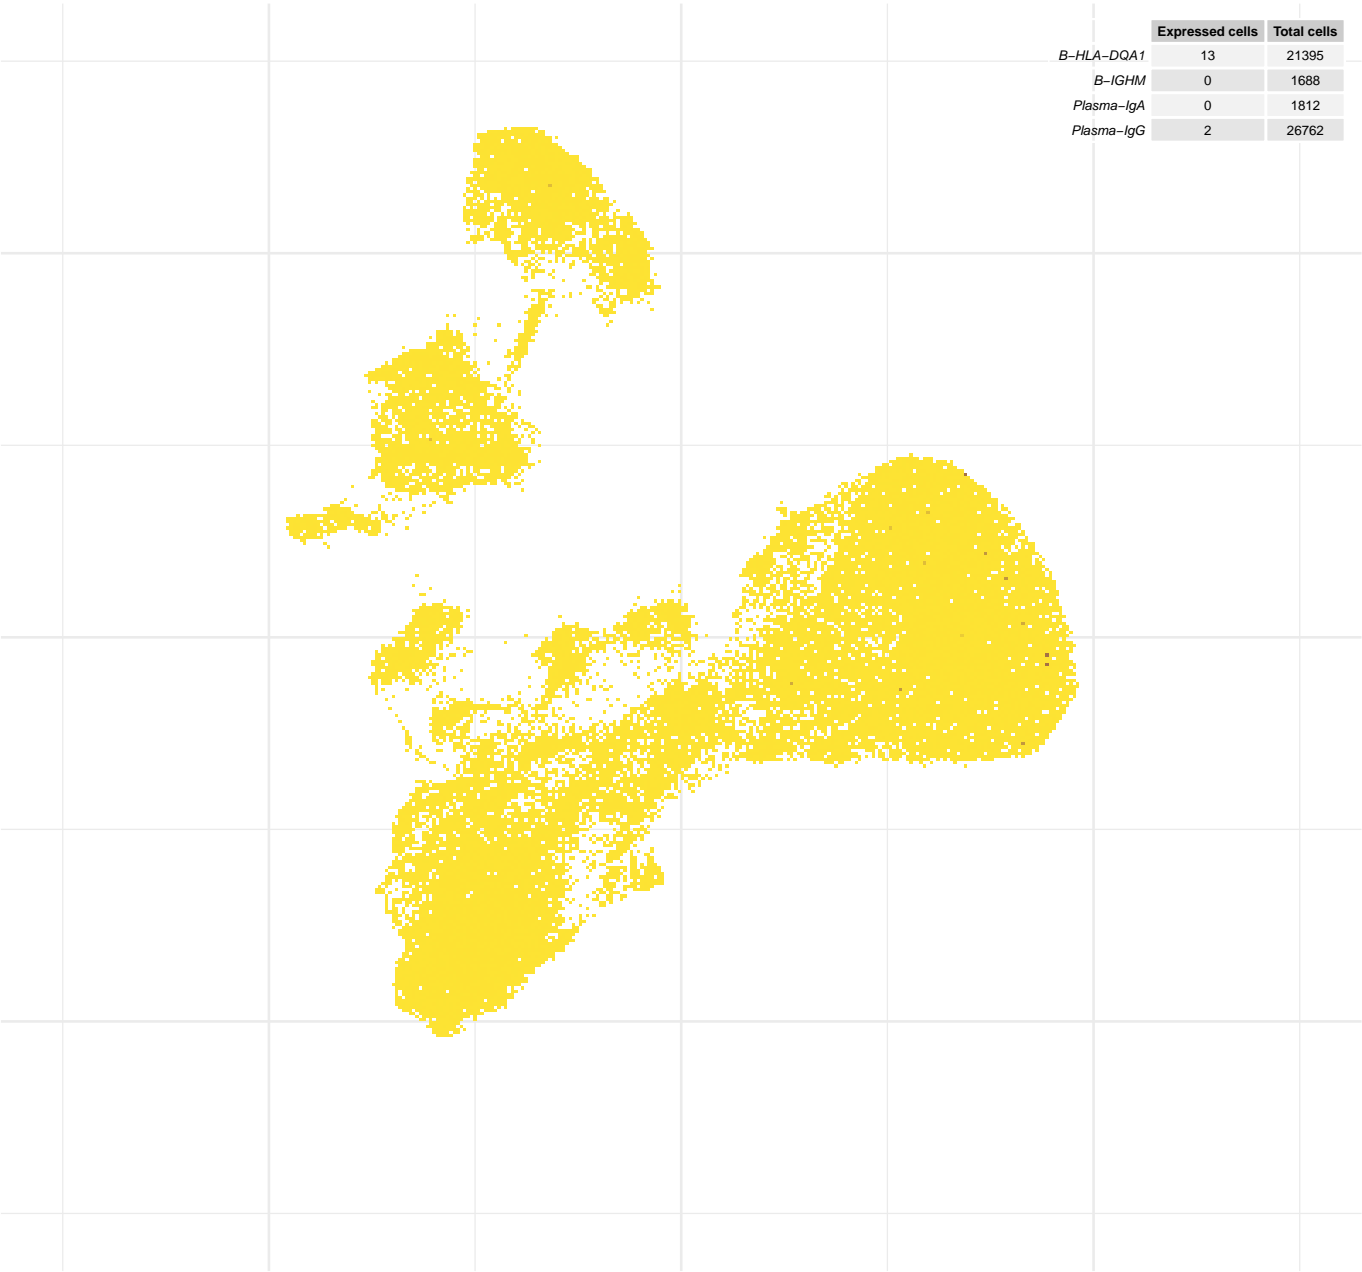 Expressed cells Total cells
B−HLA−DQA1 13 21395
B−IGHM 0 1688
Plasma−IgA 0 1812
Plasma−IgG 2 26762